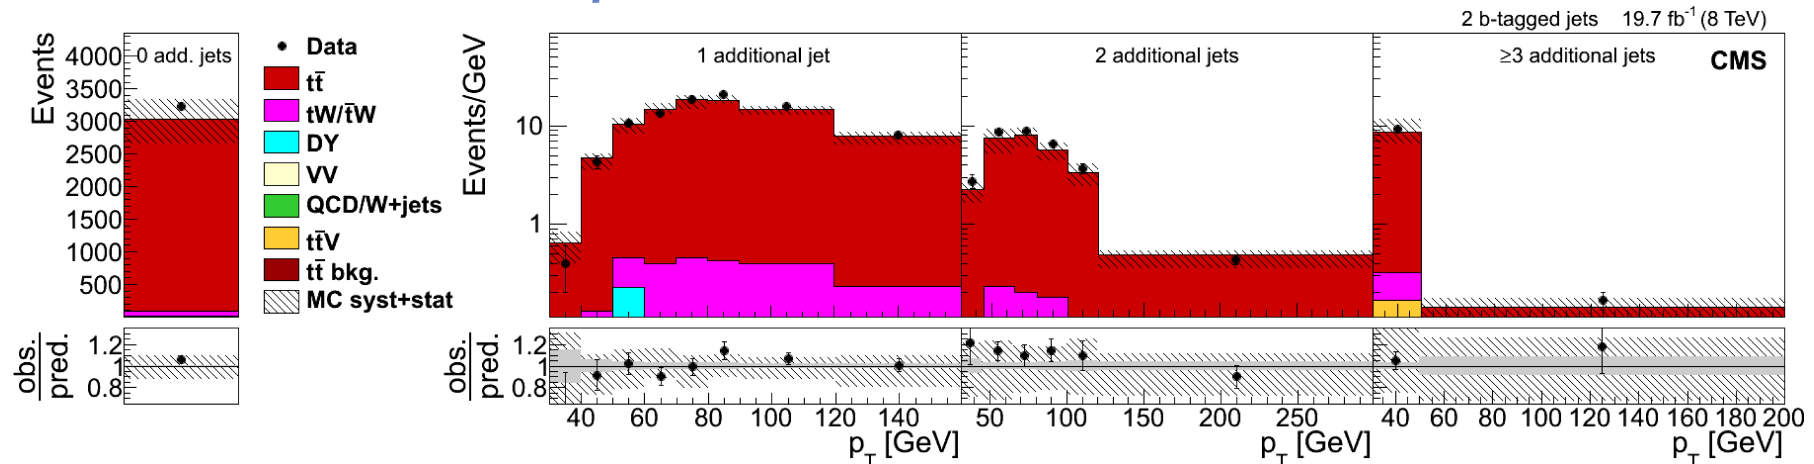 2 b-tagged jets 19.7 fb⁻¹ (8 TeV)
Events
4000
3500
3000
2500
2000
1500
1000
500
0 add. jets
Data
tt̄
tW/t̄W
DY
VV
QCD/W+jets
tt̄V
tt̄ bkg.
MC syst+stat
Events/GeV
10
1
1 additional jet
2 additional jets
≥3 additional jets
CMS
obs.
pred.
1.2
1
0.8
obs.
pred.
1.2
1
0.8
40 60 80 100 120 140
50 100 150 200 250
40 60 80 100 120 140 160 180 200
p_T [GeV]
p_T [GeV]
p_T [GeV]